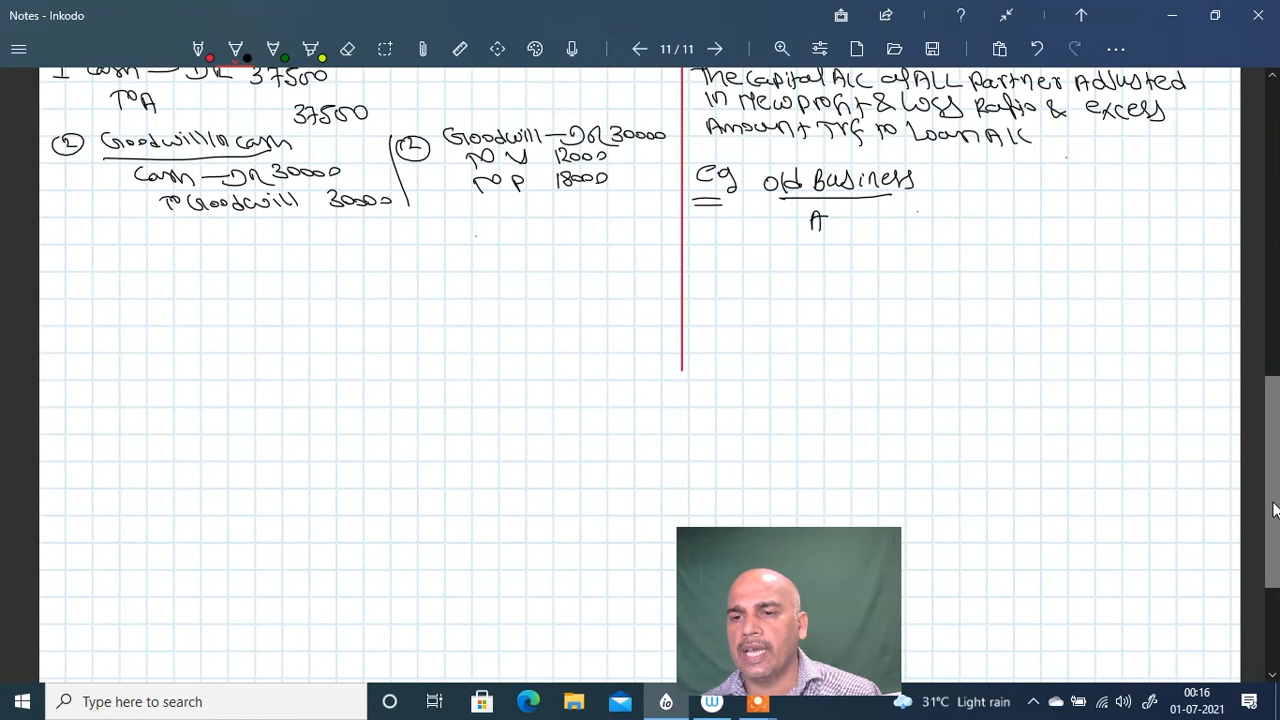 Notes - Inkodo
11 / 11
1 Cash — DR 37500
To A
37500
② Goodwill In cash
Cash — DR 30000
To Goodwill 30000
② Goodwill — DR 30000
To V 12000
To P 18000
The Capital A/C of ALL Partner Adjusted
In New profit & Loss Ratio & excess
Amount Trf to Loan A/C
eg Old Business
A
Type here to search
31°C Light rain
00:16
01-07-2021